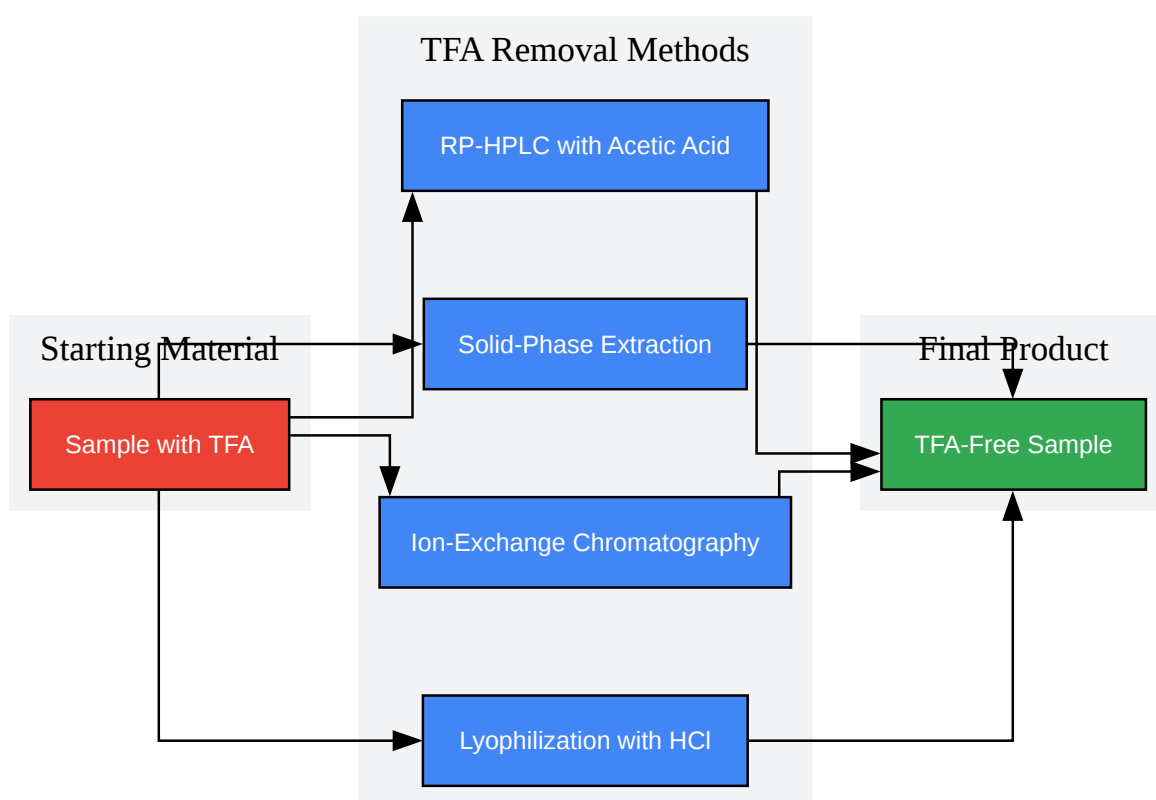 TFA Removal Methods
RP-HPLC with Acetic Acid
Solid-Phase Extraction
Starting Material
Final Product
Sample with TFA
TFA-Free Sample
Ion-Exchange Chromatography
Lyophilization with HCl